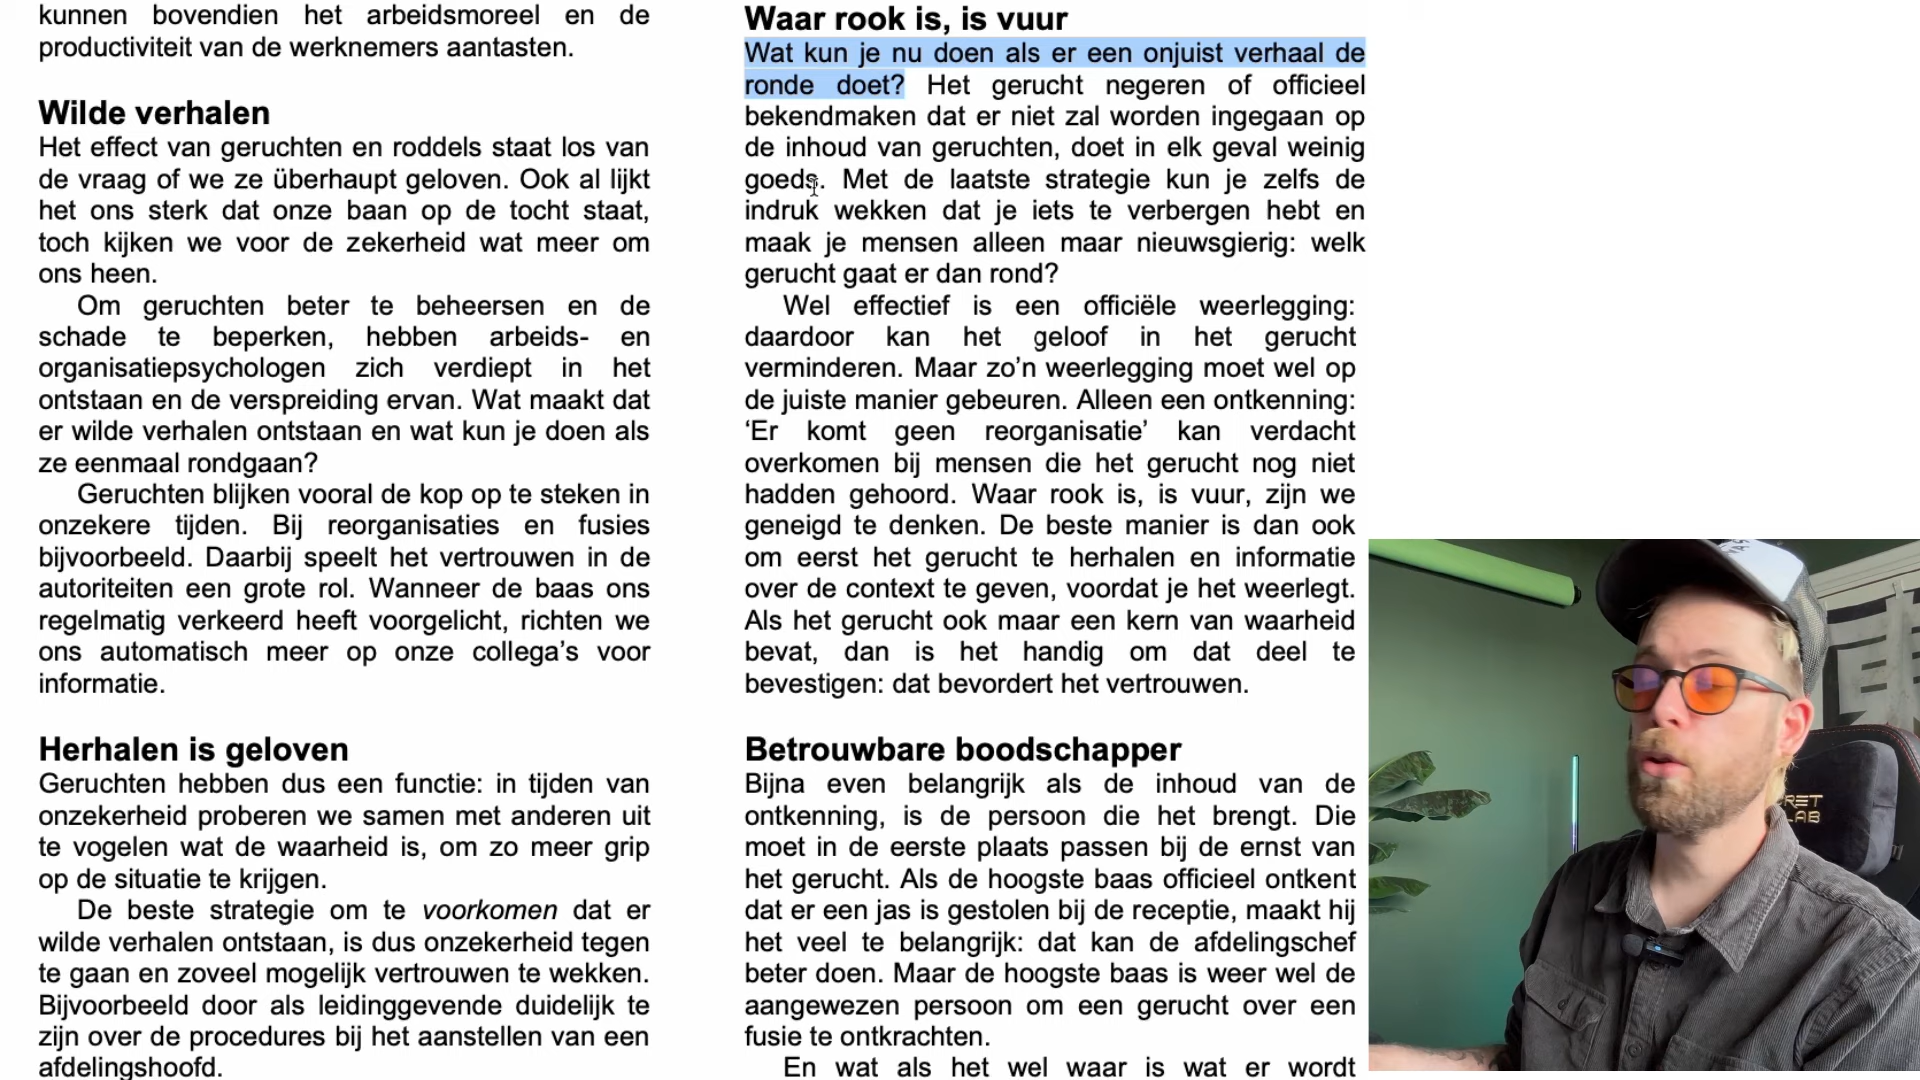 kunnen bovendien het arbeidsmoreel en de
productiviteit van de werknemers aantasten.
Wilde verhalen
Het effect van geruchten en roddels staat los van
de vraag of we ze überhaupt geloven. Ook al lijkt
het ons sterk dat onze baan op de tocht staat,
toch kijken we voor de zekerheid wat meer om
ons heen.
Om geruchten beter te beheersen en de
schade te beperken, hebben arbeids- en
organisatiepsychologen zich verdiept in het
ontstaan en de verspreiding ervan. Wat maakt dat
er wilde verhalen ontstaan en wat kun je doen als
ze eenmaal rondgaan?
Geruchten blijken vooral de kop op te steken in
onzekere tijden. Bij reorganisaties en fusies
bijvoorbeeld. Daarbij speelt het vertrouwen in de
autoriteiten een grote rol. Wanneer de baas ons
regelmatig verkeerd heeft voorgelicht, richten we
ons automatisch meer op onze collega's voor
informatie.
Herhalen is geloven
Geruchten hebben dus een functie: in tijden van
onzekerheid proberen we samen met anderen uit
te vogelen wat de waarheid is, om zo meer grip
op de situatie te krijgen.
De beste strategie om te voorkomen dat er
wilde verhalen ontstaan, is dus onzekerheid tegen
te gaan en zoveel mogelijk vertrouwen te wekken.
Bijvoorbeeld door als leidinggevende duidelijk te
zijn over de procedures bij het aanstellen van een
afdelingshoofd.
Waar rook is, is vuur
Wat kun je nu doen als er een onjuist verhaal de
ronde doet? Het gerucht negeren of officieel
bekendmaken dat er niet zal worden ingegaan op
de inhoud van geruchten, doet in elk geval weinig
goeds. Met de laatste strategie kun je zelfs de
indruk wekken dat je iets te verbergen hebt en
maak je mensen alleen maar nieuwsgierig: welk
gerucht gaat er dan rond?
Wel effectief is een officiële weerlegging:
daardoor kan het geloof in het gerucht
verminderen. Maar zo'n weerlegging moet wel op
de juiste manier gebeuren. Alleen een ontkenning:
'Er komt geen reorganisatie' kan verdacht
overkomen bij mensen die het gerucht nog niet
hadden gehoord. Waar rook is, is vuur, zijn we
geneigd te denken. De beste manier is dan ook
om eerst het gerucht te herhalen en informatie
over de context te geven, voordat je het weerlegt.
Als het gerucht ook maar een kern van waarheid
bevat, dan is het handig om dat deel te
bevestigen: dat bevordert het vertrouwen.
Betrouwbare boodschapper
Bijna even belangrijk als de inhoud van de
ontkenning, is de persoon die het brengt. Die
moet in de eerste plaats passen bij de ernst van
het gerucht. Als de hoogste baas officieel ontkent
dat er een jas is gestolen bij de receptie, maakt hij
het veel te belangrijk: dat kan de afdelingschef
beter doen. Maar de hoogste baas is weer wel de
aangewezen persoon om een gerucht over een
fusie te ontkrachten.
En wat als het wel waar is wat er wordt